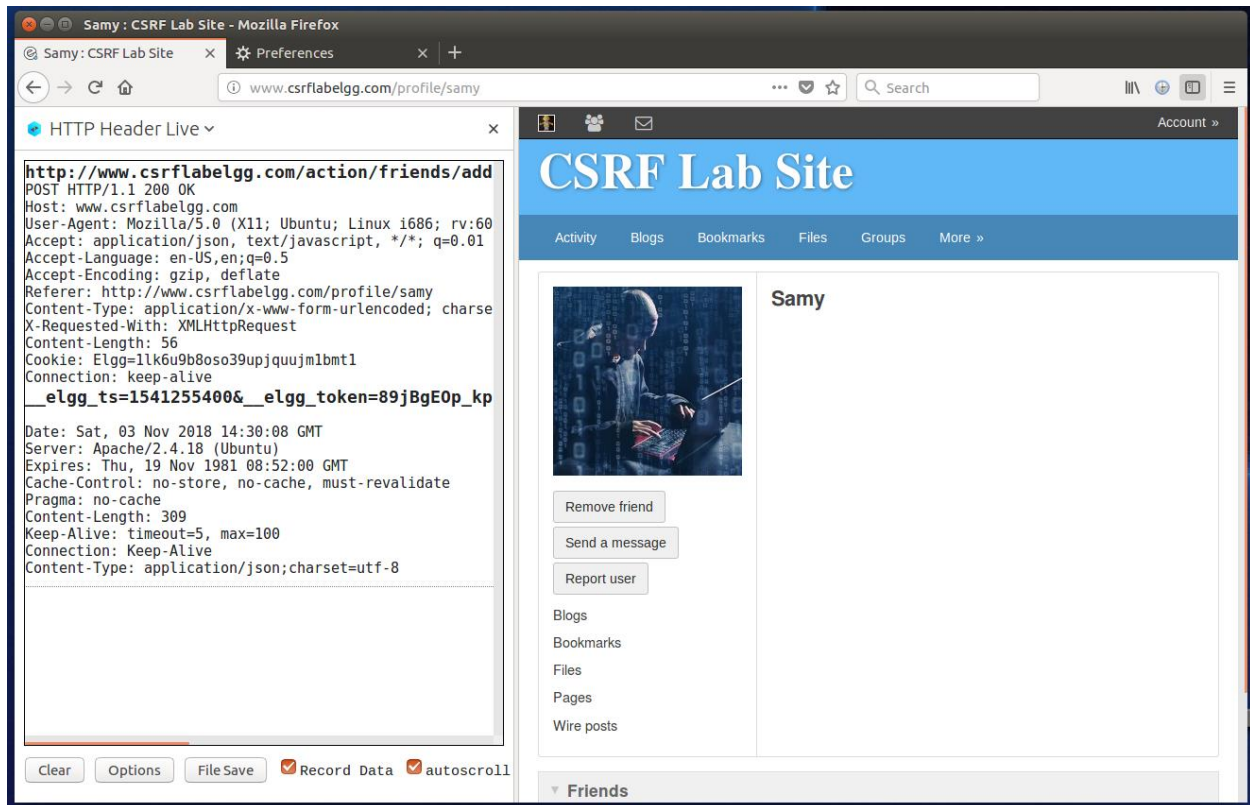 Samy : CSRF Lab Site - Mozilla Firefox
Samy : CSRF Lab Site
Preferences
www.csrflabelgg.com/profile/samy
Search
HTTP Header Live
http://www.csrflabelgg.com/action/friends/add
POST HTTP/1.1 200 OK
Host: www.csrflabelgg.com
User-Agent: Mozilla/5.0 (X11; Ubuntu; Linux i686; rv:60
Accept: application/json, text/javascript, */*; q=0.01
Accept-Language: en-US,en;q=0.5
Accept-Encoding: gzip, deflate
Referer: http://www.csrflabelgg.com/profile/samy
Content-Type: application/x-www-form-urlencoded; charse
X-Requested-With: XMLHttpRequest
Content-Length: 56
Cookie: Elgg=1lk6u9b8oso39upjquujm1bmt1
Connection: keep-alive
__elgg_ts=1541255400&__elgg_token=89jBgEOp_kp
Date: Sat, 03 Nov 2018 14:30:08 GMT
Server: Apache/2.4.18 (Ubuntu)
Expires: Thu, 19 Nov 1981 08:52:00 GMT
Cache-Control: no-store, no-cache, must-revalidate
Pragma: no-cache
Content-Length: 309
Keep-Alive: timeout=5, max=100
Connection: Keep-Alive
Content-Type: application/json;charset=utf-8
Clear
Options
File Save
Record Data
autoscroll
Account »
CSRF Lab Site
Activity Blogs Bookmarks Files Groups More »
Samy
Remove friend
Send a message
Report user
Blogs
Bookmarks
Files
Pages
Wire posts
Friends